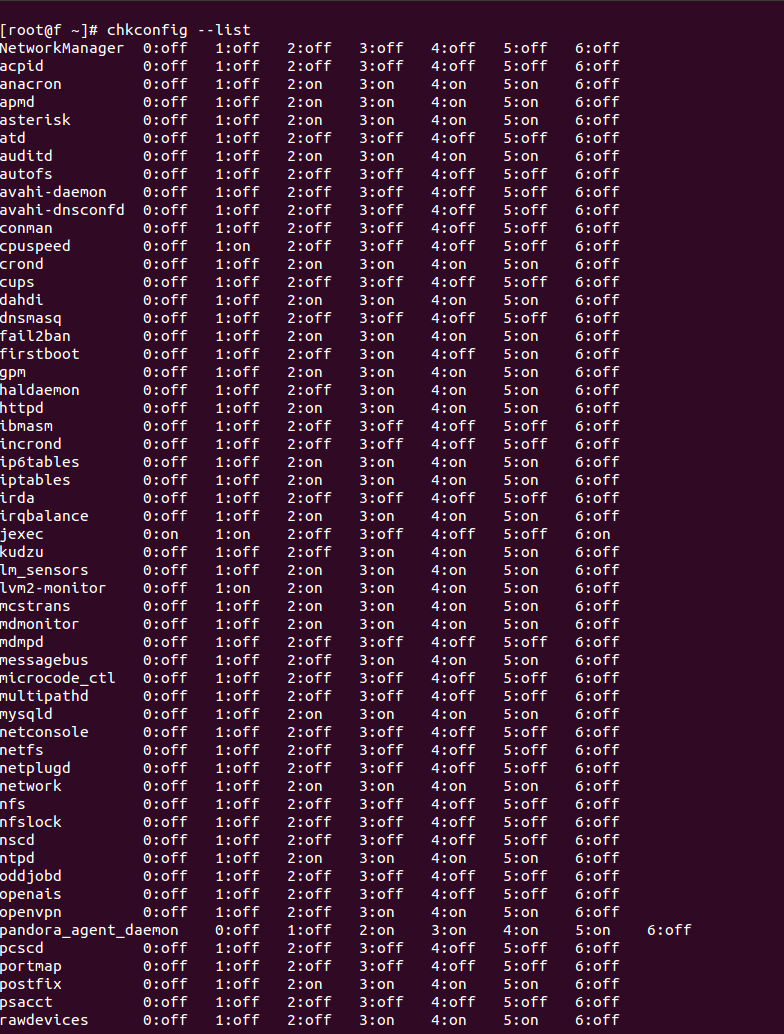 [root@f ~]# chkconfig --list
NetworkManager 0:off 1:off 2:off 3:off 4:off 5:off 6:off
acpid 0:off 1:off 2:off 3:off 4:off 5:off 6:off
anacron 0:off 1:off 2:on 3:on 4:on 5:on 6:off
apmd 0:off 1:off 2:on 3:on 4:on 5:on 6:off
asterisk 0:off 1:off 2:on 3:on 4:on 5:on 6:off
atd 0:off 1:off 2:off 3:off 4:off 5:off 6:off
auditd 0:off 1:off 2:on 3:on 4:on 5:on 6:off
autofs 0:off 1:off 2:off 3:off 4:off 5:off 6:off
avahi-daemon 0:off 1:off 2:off 3:off 4:off 5:off 6:off
avahi-dnsconfd 0:off 1:off 2:off 3:off 4:off 5:off 6:off
conman 0:off 1:off 2:off 3:off 4:off 5:off 6:off
cpuspeed 0:off 1:on 2:off 3:off 4:off 5:off 6:off
crond 0:off 1:off 2:on 3:on 4:on 5:on 6:off
cups 0:off 1:off 2:off 3:off 4:off 5:off 6:off
dahdi 0:off 1:off 2:on 3:on 4:on 5:on 6:off
dnsmasq 0:off 1:off 2:off 3:off 4:off 5:off 6:off
fail2ban 0:off 1:off 2:on 3:on 4:on 5:on 6:off
firstboot 0:off 1:off 2:off 3:on 4:off 5:on 6:off
gpm 0:off 1:off 2:on 3:on 4:on 5:on 6:off
haldaemon 0:off 1:off 2:off 3:on 4:on 5:on 6:off
httpd 0:off 1:off 2:on 3:on 4:on 5:on 6:off
ibmasm 0:off 1:off 2:off 3:off 4:off 5:off 6:off
incrond 0:off 1:off 2:off 3:off 4:off 5:off 6:off
ip6tables 0:off 1:off 2:on 3:on 4:on 5:on 6:off
iptables 0:off 1:off 2:on 3:on 4:on 5:on 6:off
irda 0:off 1:off 2:off 3:off 4:off 5:off 6:off
irqbalance 0:off 1:off 2:on 3:on 4:on 5:on 6:off
jexec 0:on 1:on 2:off 3:off 4:off 5:off 6:on
kudzu 0:off 1:off 2:off 3:on 4:on 5:on 6:off
lm_sensors 0:off 1:off 2:on 3:on 4:on 5:on 6:off
lvm2-monitor 0:off 1:on 2:on 3:on 4:on 5:on 6:off
mcstrans 0:off 1:off 2:on 3:on 4:on 5:on 6:off
mdmonitor 0:off 1:off 2:on 3:on 4:on 5:on 6:off
mdmpd 0:off 1:off 2:off 3:off 4:off 5:off 6:off
messagebus 0:off 1:off 2:off 3:on 4:on 5:on 6:off
microcode_ctl 0:off 1:off 2:off 3:off 4:off 5:off 6:off
multipathd 0:off 1:off 2:off 3:off 4:off 5:off 6:off
mysqld 0:off 1:off 2:on 3:on 4:on 5:on 6:off
netconsole 0:off 1:off 2:off 3:off 4:off 5:off 6:off
netfs 0:off 1:off 2:off 3:off 4:off 5:off 6:off
netplugd 0:off 1:off 2:off 3:off 4:off 5:off 6:off
network 0:off 1:off 2:on 3:on 4:on 5:on 6:off
nfs 0:off 1:off 2:off 3:off 4:off 5:off 6:off
nfslock 0:off 1:off 2:off 3:off 4:off 5:off 6:off
nscd 0:off 1:off 2:off 3:off 4:off 5:off 6:off
ntpd 0:off 1:off 2:on 3:on 4:on 5:on 6:off
oddjobd 0:off 1:off 2:off 3:off 4:off 5:off 6:off
openais 0:off 1:off 2:off 3:off 4:off 5:off 6:off
openvpn 0:off 1:off 2:off 3:on 4:on 5:on 6:off
pandora_agent_daemon 0:off 1:off 2:on 3:on 4:on 5:on 6:off
pcscd 0:off 1:off 2:off 3:off 4:off 5:off 6:off
portmap 0:off 1:off 2:off 3:off 4:off 5:off 6:off
postfix 0:off 1:off 2:on 3:on 4:on 5:on 6:off
psacct 0:off 1:off 2:off 3:off 4:off 5:off 6:off
rawdevices 0:off 1:off 2:off 3:on 4:on 5:on 6:off